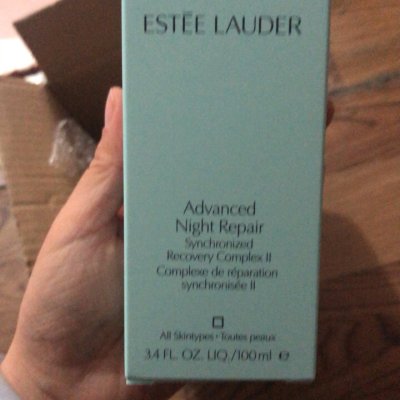 ESTĒE LAUDER
Advanced
Night Repair
Synchronized
Recovery Complex II
Complexe de réparation
synchronisée II
All Skintypes • Toutes peaux
3.4 FL. OZ. LIQ./100 ml ℮